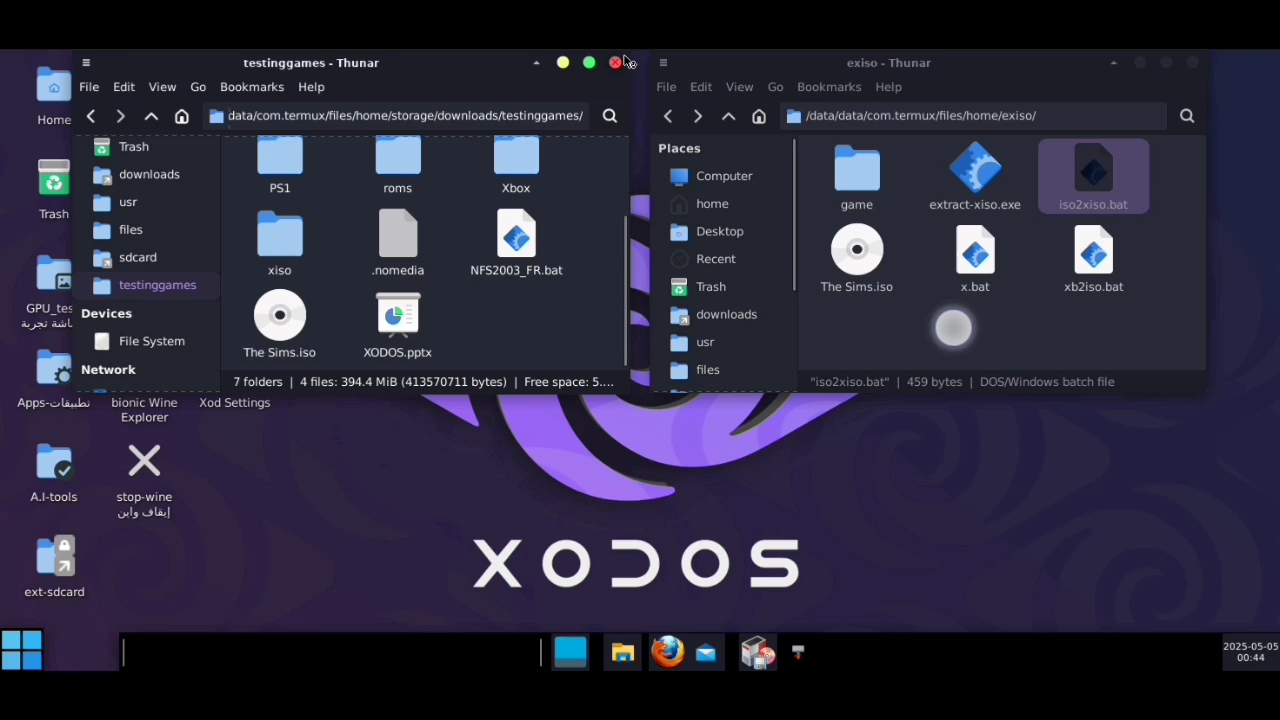 Home
Trash
GPU_tes
شاشة تجربة
Apps-تطبيقات
A.I-tools
ext-sdcard
bionic Wine
Explorer
stop-wine
إيقاف واين
Xod Settings
testinggames - Thunar
File Edit View Go Bookmarks Help
data/com.termux/files/home/storage/downloads/testinggames/
Trash
downloads
usr
files
sdcard
testinggames
Devices
File System
Network
PS1 roms Xbox
xiso .nomedia NFS2003_FR.bat
The Sims.iso XODOS.pptx
7 folders | 4 files: 394.4 MiB (413570711 bytes) | Free space: 5....
exiso - Thunar
File Edit View Go Bookmarks Help
/data/data/com.termux/files/home/exiso/
Places
Computer
home
Desktop
Recent
Trash
downloads
usr
files
game extract-xiso.exe iso2xiso.bat
The Sims.iso x.bat xb2iso.bat
"iso2xiso.bat" | 459 bytes | DOS/Windows batch file
XODOS
2025-05-05
00:44